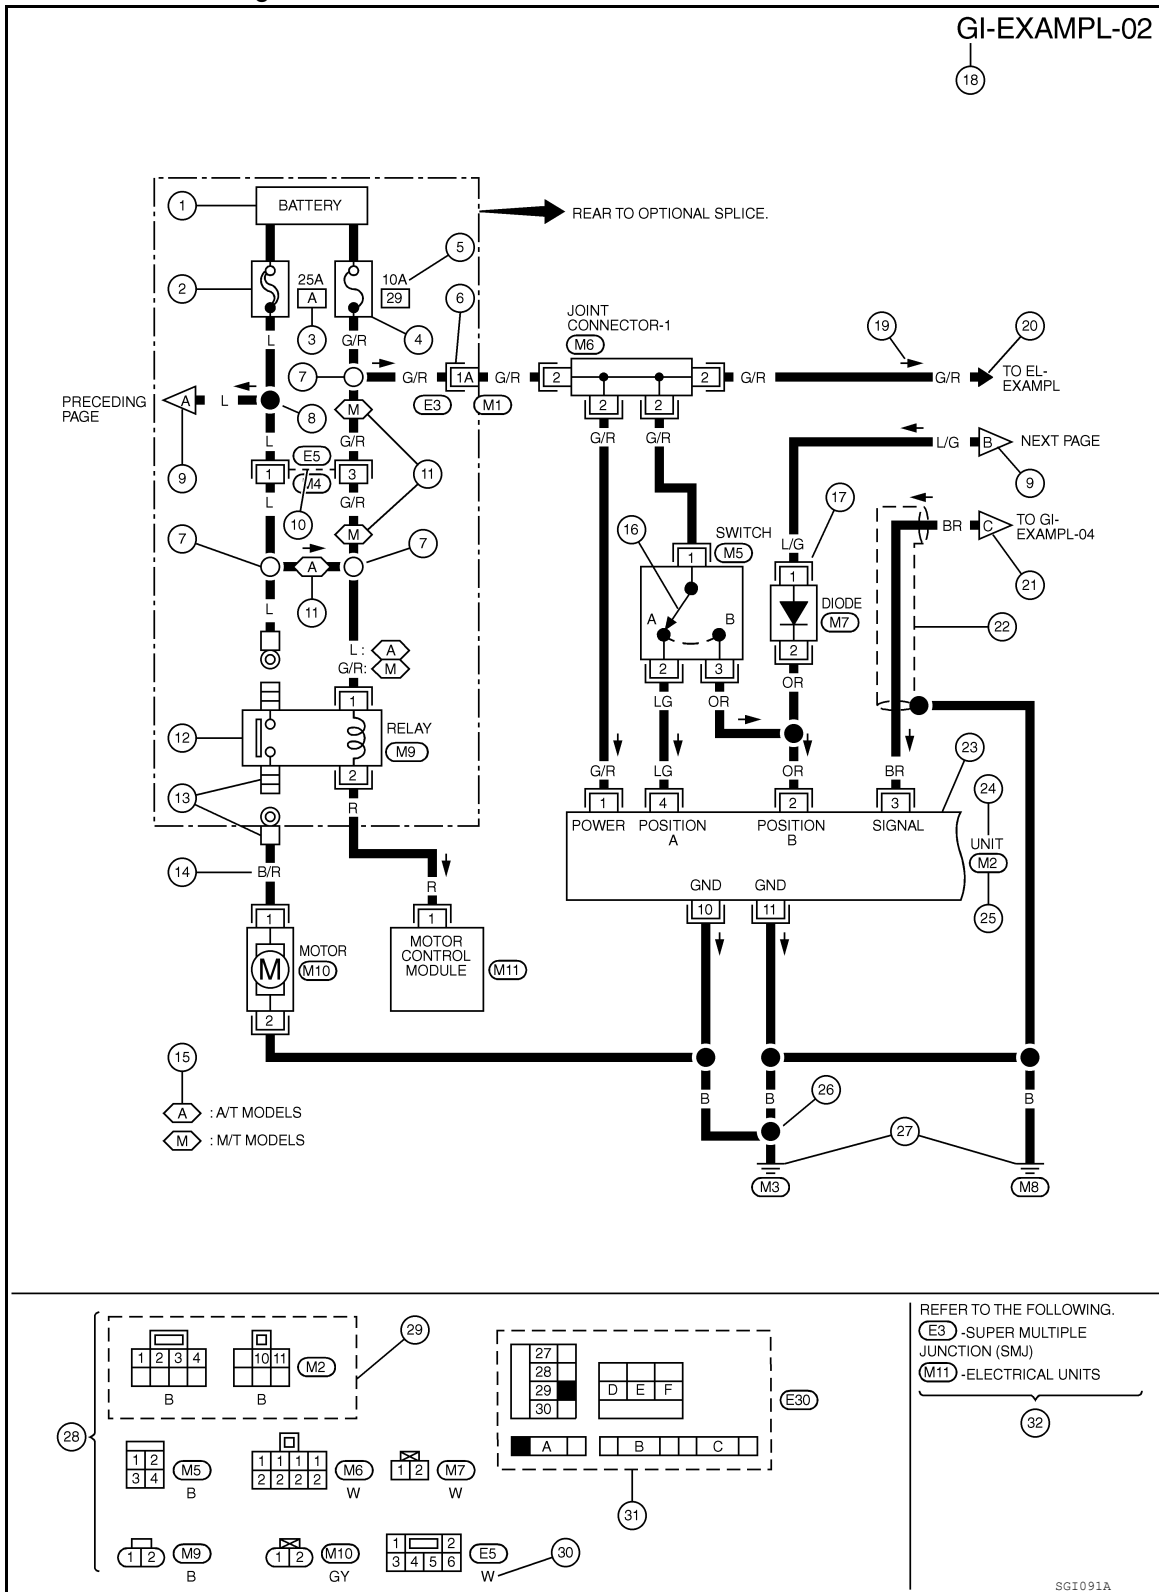 GI-EXAMPL-02
18
1
BATTERY
REAR TO OPTIONAL SPLICE.
5
2
25A
A
10A
29
6
3
4
JOINT
CONNECTOR-1
M6
19
20
L
G/R
7
G/R
1A
G/R
2
2
G/R
G/R
TO EL-
EXAMPL
E3
M1
2
2
PRECEDING
PAGE
A
L
8
M
G/R
G/R
L
G/R
L/G
B
NEXT PAGE
E5
9
1
3
11
9
M4
L
G/R
10
17
16
SWITCH
M5
BR
C
TO GI-
EXAMPL-04
7
M
7
L/G
1
A
1
21
L
11
A
B
DIODE
M7
22
L :
A
2
3
2
G/R:
M
LG
OR
OR
1
12
RELAY
M9
23
2
G/R
LG
OR
BR
13
R
1
4
2
3
24
POWER
POSITION
A
POSITION
B
SIGNAL
UNIT
M2
14
B/R
R
GND
GND
1
1
10
11
25
MOTOR
M10
M
MOTOR
CONTROL
MODULE
M11
2
15
26
B
B
B
A
: A/T MODELS
M
: M/T MODELS
27
M3
M8
28
1 2 3 4
10 11
M2
29
B
B
27
28
29
30
D E F
E30
A
B
C
31
1 2
3 4
M5
B
1 1 1 1
2 2 2 2
M6
W
1 2
M7
W
1 2
M9
B
1 2
M10
GY
1 2
3 4 5 6
E5
W
30
REFER TO THE FOLLOWING.
E3 -SUPER MULTIPLE
JUNCTION (SMJ)
M11 -ELECTRICAL UNITS
32
SGI091A